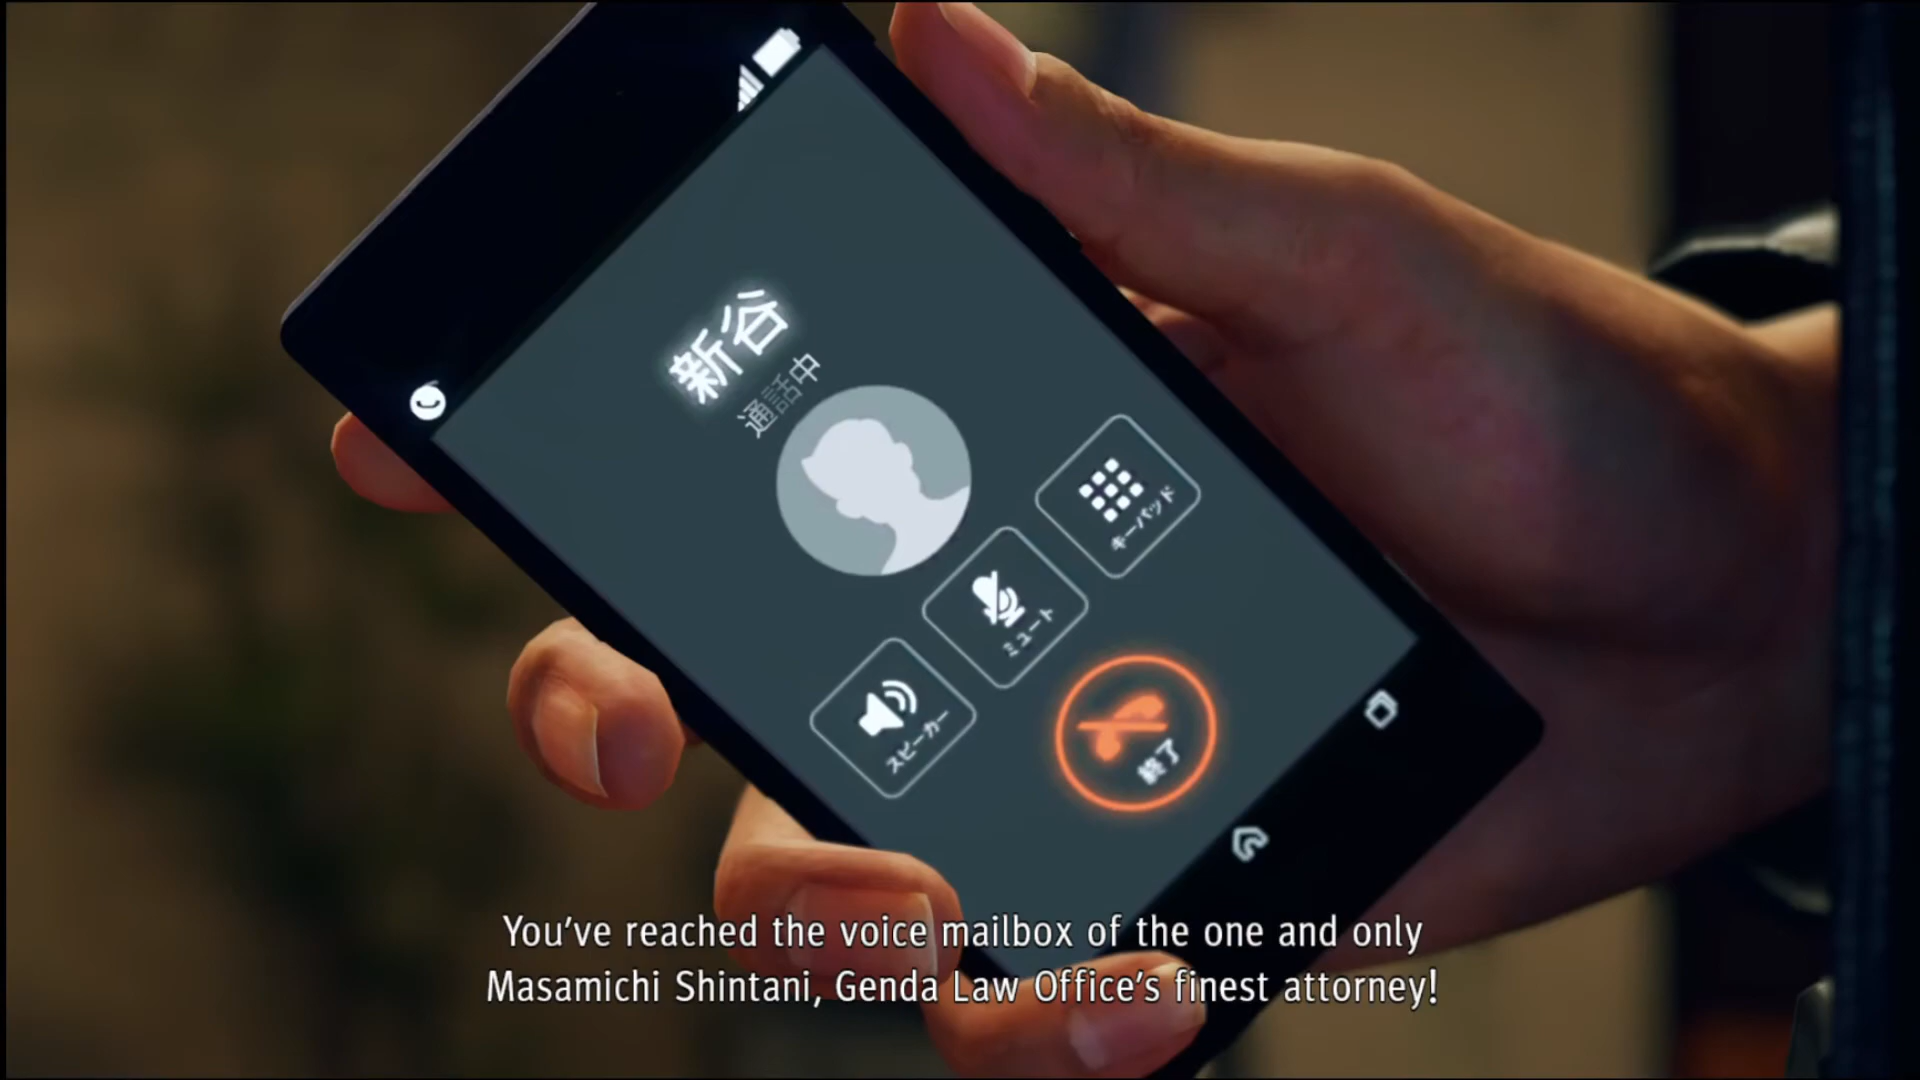 新谷
通話中
キーパッド
ミュート
スピーカー
終了
You've reached the voice mailbox of the one and only
Masamichi Shintani, Genda Law Office's finest attorney!